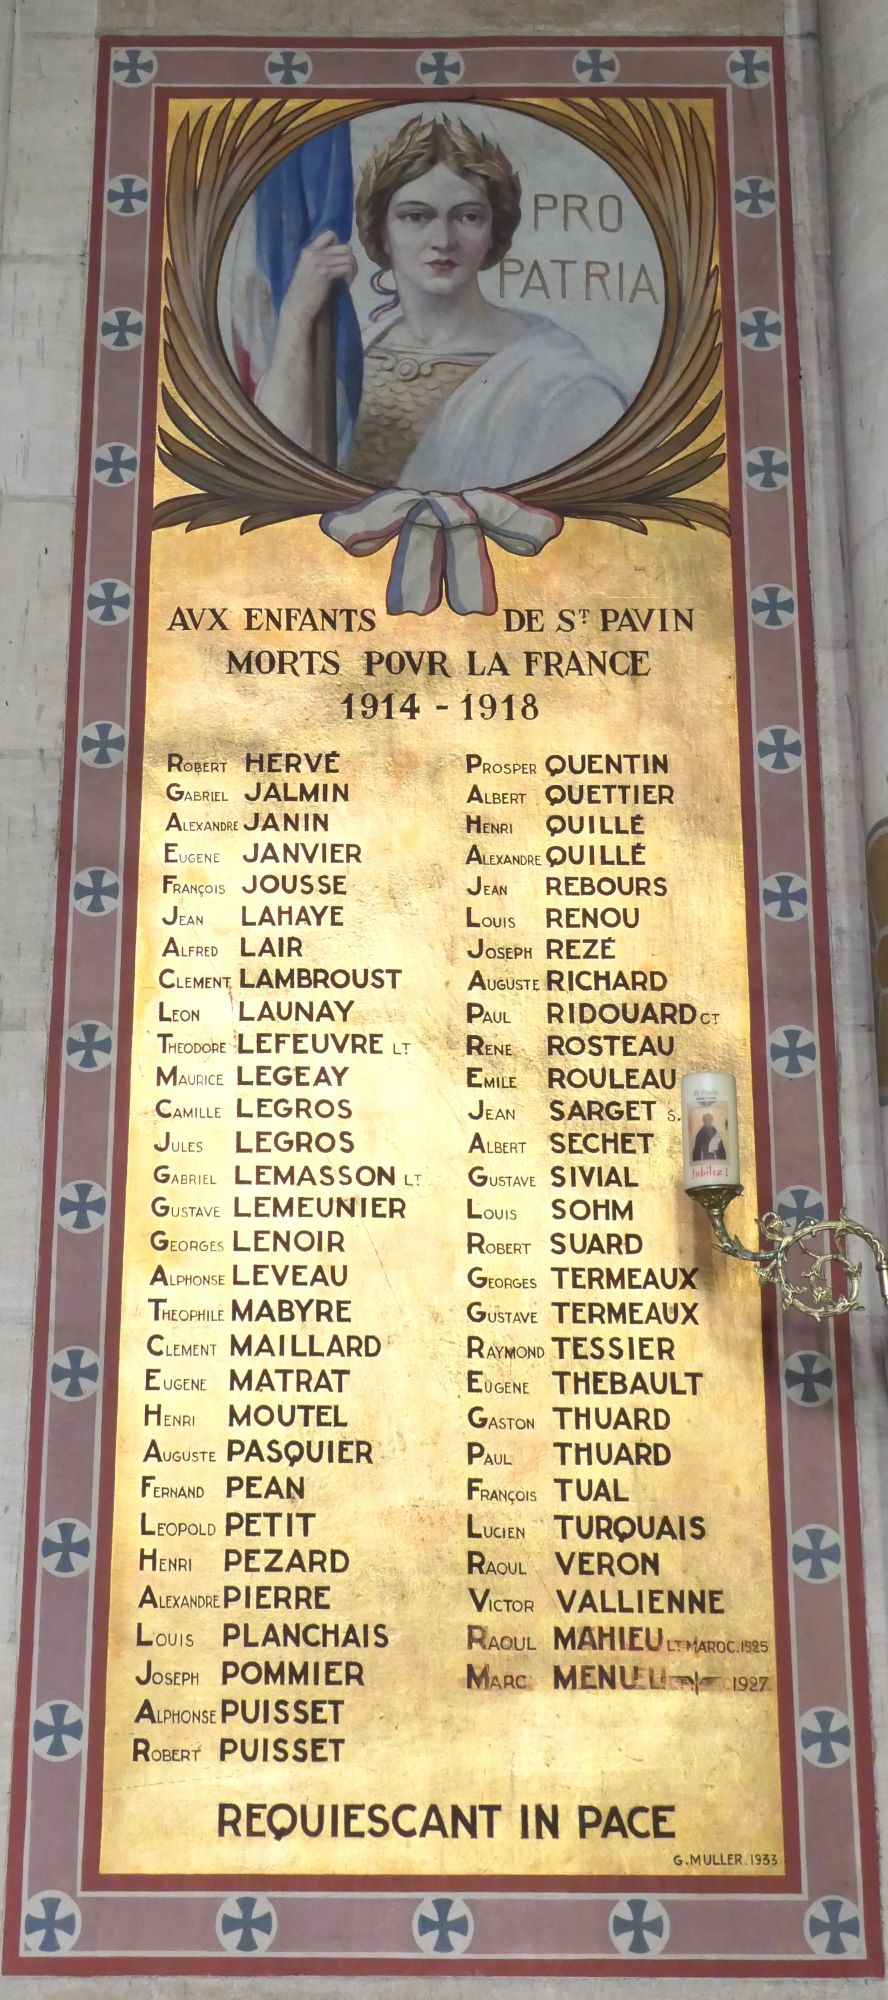 PRO
PATRIA
AVX ENFANTS DE ST PAVIN
MORTS POVR LA FRANCE
1914 - 1918
ROBERT HERVÉ
GABRIEL JALMIN
ALEXANDRE JANIN
EUGENE JANVIER
FRANÇOIS JOUSSE
JEAN LAHAYE
ALFRED LAIR
CLEMENT LAMBROUST
LEON LAUNAY
THEODORE LEFEUVRE LT
MAURICE LEGEAY
CAMILLE LEGROS
JULES LEGROS
GABRIEL LEMASSON LT
GUSTAVE LEMEUNIER
GEORGES LENOIR
ALPHONSE LEVEAU
THEOPHILE MABYRE
CLEMENT MAILLARD
EUGENE MATRAT
HENRI MOUTEL
AUGUSTE PASQUIER
FERNAND PEAN
LEOPOLD PETIT
HENRI PEZARD
ALEXANDRE PIERRE
LOUIS PLANCHAIS
JOSEPH POMMIER
ALPHONSE PUISSET
ROBERT PUISSET
PROSPER QUENTIN
ALBERT QUETTIER
HENRI QUILLÉ
ALEXANDRE QUILLÉ
JEAN REBOURS
LOUIS RENOU
JOSEPH REZÉ
AUGUSTE RICHARD
PAUL RIDOUARD CT
RENE ROSTEAU
EMILE ROULEAU
JEAN SARGET S.
ALBERT SECHET
GUSTAVE SIVIAL
LOUIS SOHM
ROBERT SUARD
GEORGES TERMEAUX
GUSTAVE TERMEAUX
RAYMOND TESSIER
EUGENE THEBAULT
GASTON THUARD
PAUL THUARD
FRANÇOIS TUAL
LUCIEN TURQUAIS
RAOUL VERON
VICTOR VALLIENNE
RAOUL MAHIEU LT MAROC.1925
MARC MENUEL 1927
REQUIESCANT IN PACE
G.MULLER.1933
Jubilez !